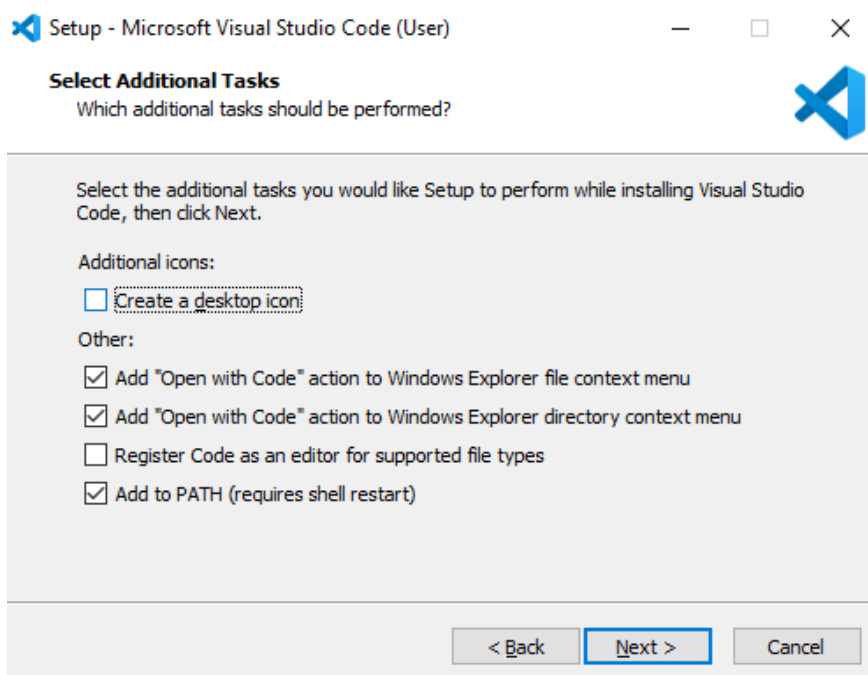 Setup - Microsoft Visual Studio Code (User)
Select Additional Tasks
Which additional tasks should be performed?
Select the additional tasks you would like Setup to perform while installing Visual Studio
Code, then click Next.
Additional icons:
Create a desktop icon
Other:
Add "Open with Code" action to Windows Explorer file context menu
Add "Open with Code" action to Windows Explorer directory context menu
Register Code as an editor for supported file types
Add to PATH (requires shell restart)
< Back Next > Cancel